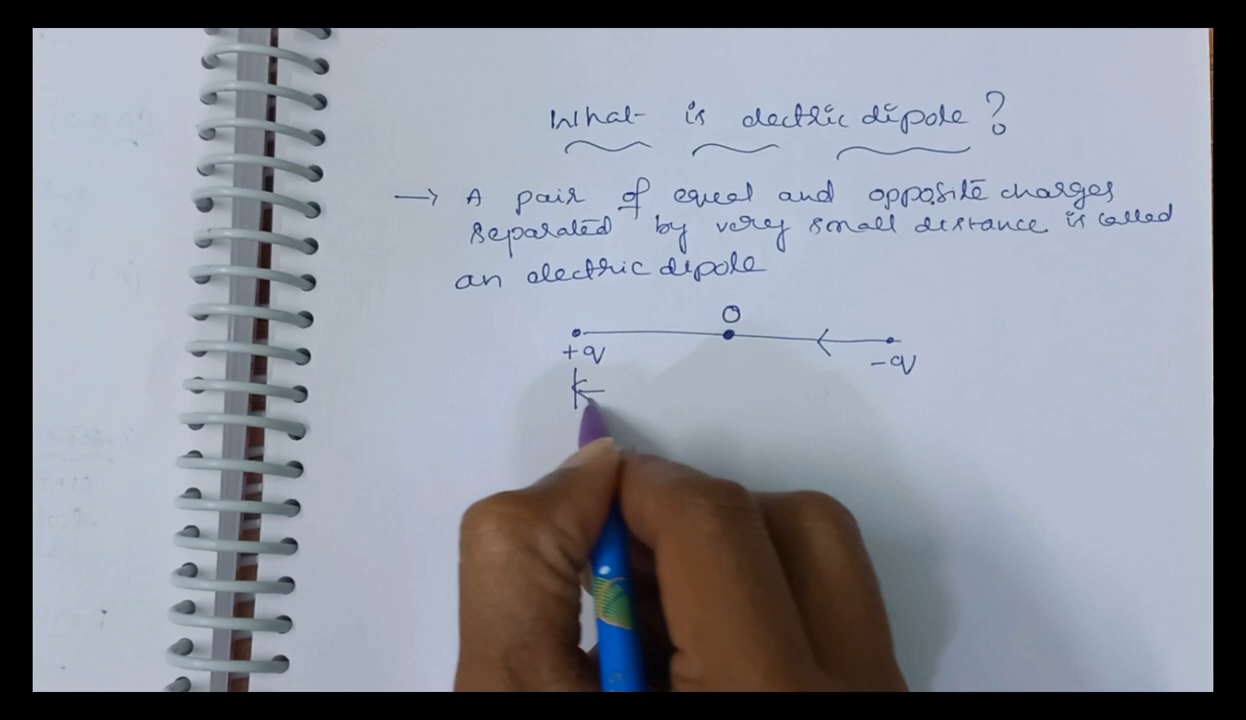 What is electric dipole?
→ A pair of equal and opposite charges
separated by very small distance is called
an electric dipole
O
+q
-q